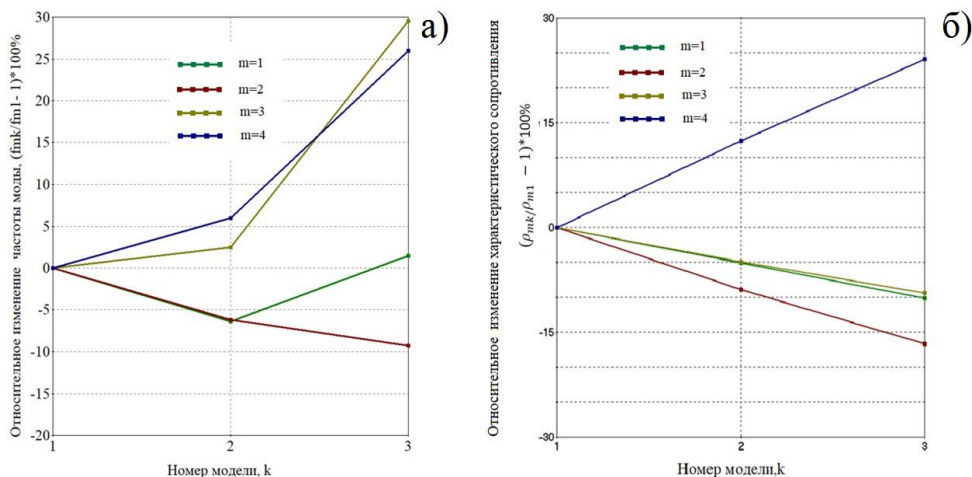 а)
Относительное изменение частоты моды, (fmk/fm1- 1)*100%
30
25
20
15
10
5
0
-5
-10
-15
-20
m=1
m=2
m=3
m=4
1
2
3
Номер модели, k
б)
Относительное изменение характеристического сопротивления
(ρmk/ρm1 − 1)*100%
30
15
0
-15
-30
m=1
m=2
m=3
m=4
1
2
3
Номер модели,k